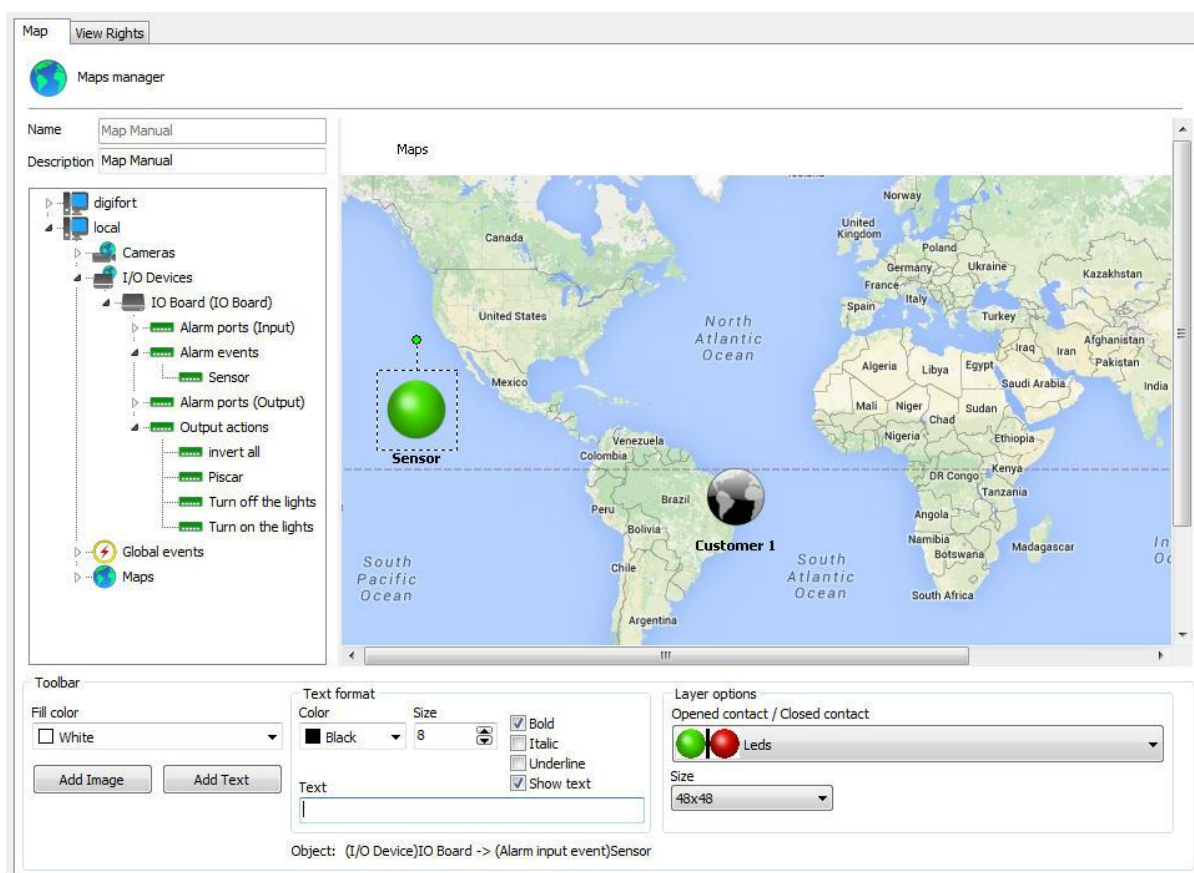 Map View Rights
Maps manager
Name Map Manual
Description Map Manual
digifort
local
Cameras
I/O Devices
IO Board (IO Board)
Alarm ports (Input)
Alarm events
Sensor
Alarm ports (Output)
Output actions
invert all
Piscar
Turn off the lights
Turn on the lights
Global events
Maps
Maps
Norway
United
Kingdom
Canada
Poland
Germany
Ukraine
Kazakhstan
France
Spain
Italy
United States
North
Atlantic
Ocean
Turkey
Afghanistan
Iraq
Iran
Pakistan
Algeria
Libya
Egypt
Saudi Arabia
India
Mexico
Mali
Niger
Chad
Sudan
Nigeria
Ethiopia
Venezuela
Colombia
Sensor
Kenya
DR Congo
Tanzania
Brazil
Peru
Angola
Bolivia
Customer 1
Namibia
Botswana
Madagascar
In
Oc
South
Pacific
Ocean
Chile
South
Atlantic
Ocean
South Africa
Argentina
Toolbar
Fill color
White
Add Image Add Text
Text format
Color Size
Black 8
Bold
Italic
Underline
Show text
Text
Layer options
Opened contact / Closed contact
Leds
Size
48x48
Object: (I/O Device)IO Board -> (Alarm input event)Sensor